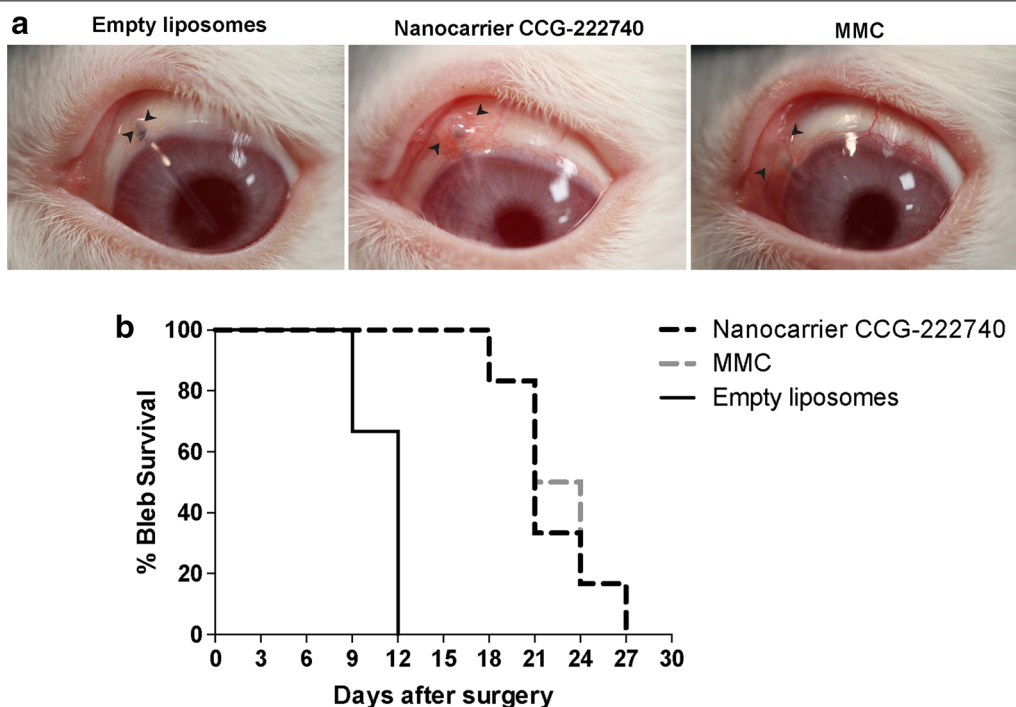 a
Empty liposomes
Nanocarrier CCG-222740
MMC
b
100
80
60
40
20
0
% Bleb Survival
0 3 6 9 12 15 18 21 24 27 30
Days after surgery
Nanocarrier CCG-222740
MMC
Empty liposomes